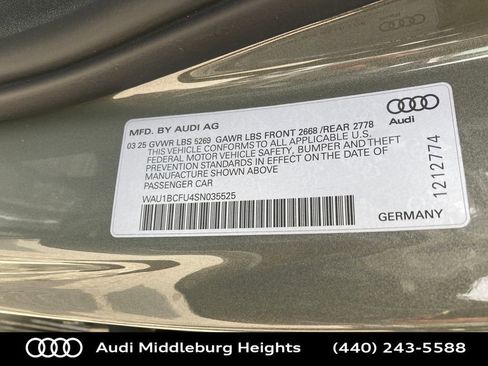 MFD. BY AUDI AG
Audi
03 25 GVWR LBS 5269 GAWR LBS FRONT 2668 /REAR 2778
THIS VEHICLE CONFORMS TO ALL APPLICABLE U.S.
FEDERAL MOTOR VEHICLE SAFETY, BUMPER AND THEFT
PREVENTION STANDARDS IN EFFECT ON THE DATE OF
MANUFACTURE SHOWN ABOVE
PASSENGER CAR
WAU1BCFU4SN035525
1212774
GERMANY
Audi Middleburg Heights
(440) 243-5588